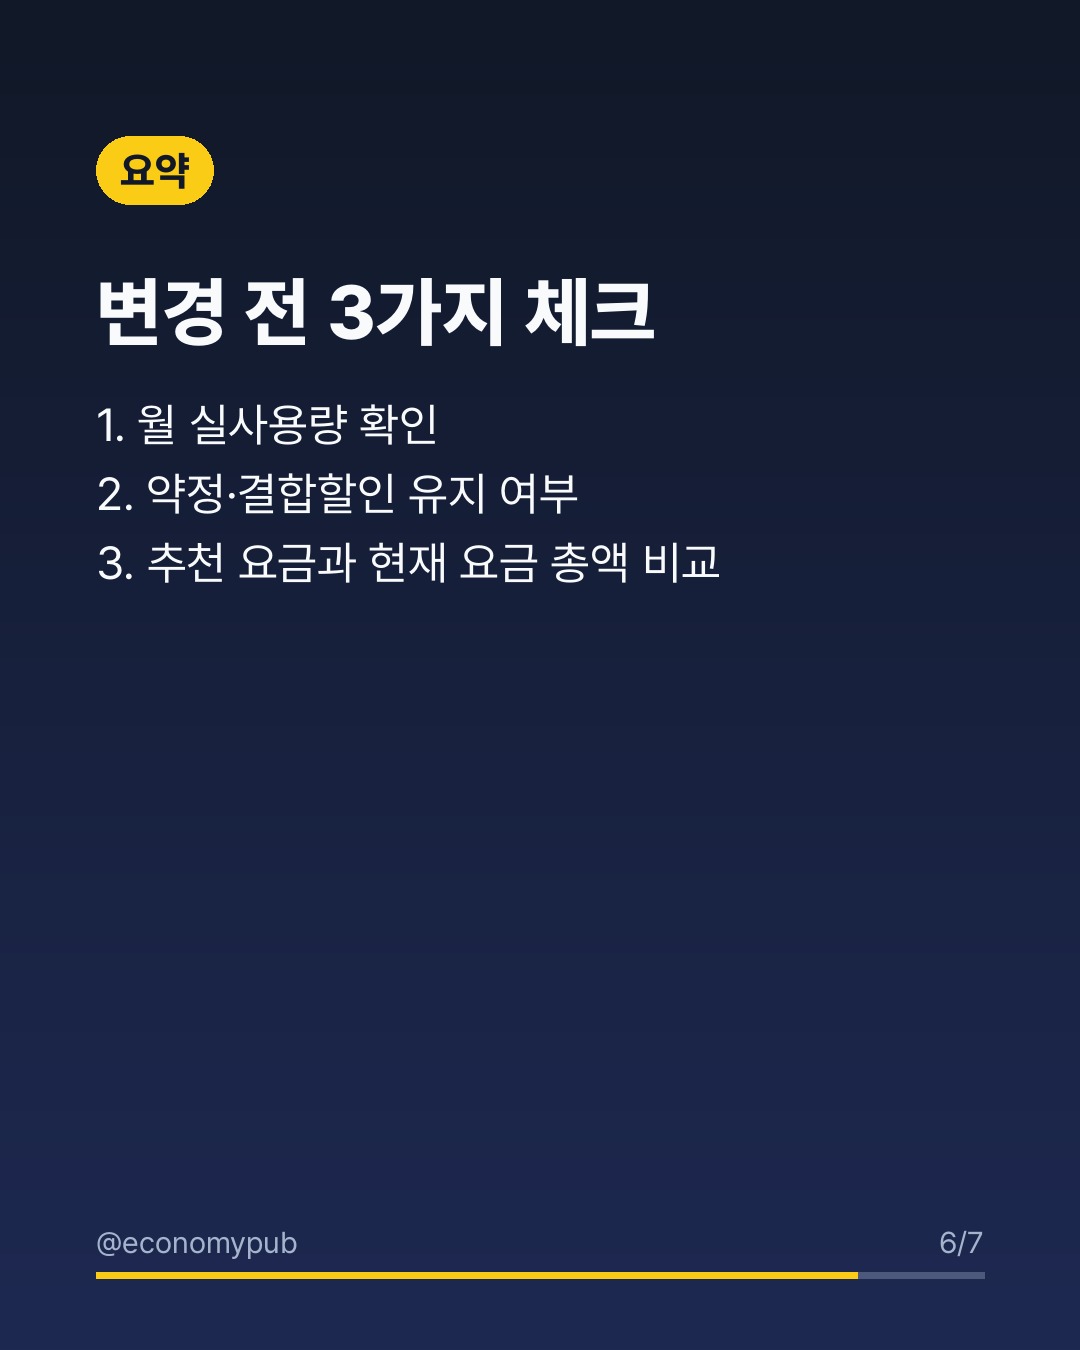 요약
변경 전 3가지 체크
1. 월 실사용량 확인
2. 약정·결합할인 유지 여부
3. 추천 요금과 현재 요금 총액 비교
@economypub
6/7